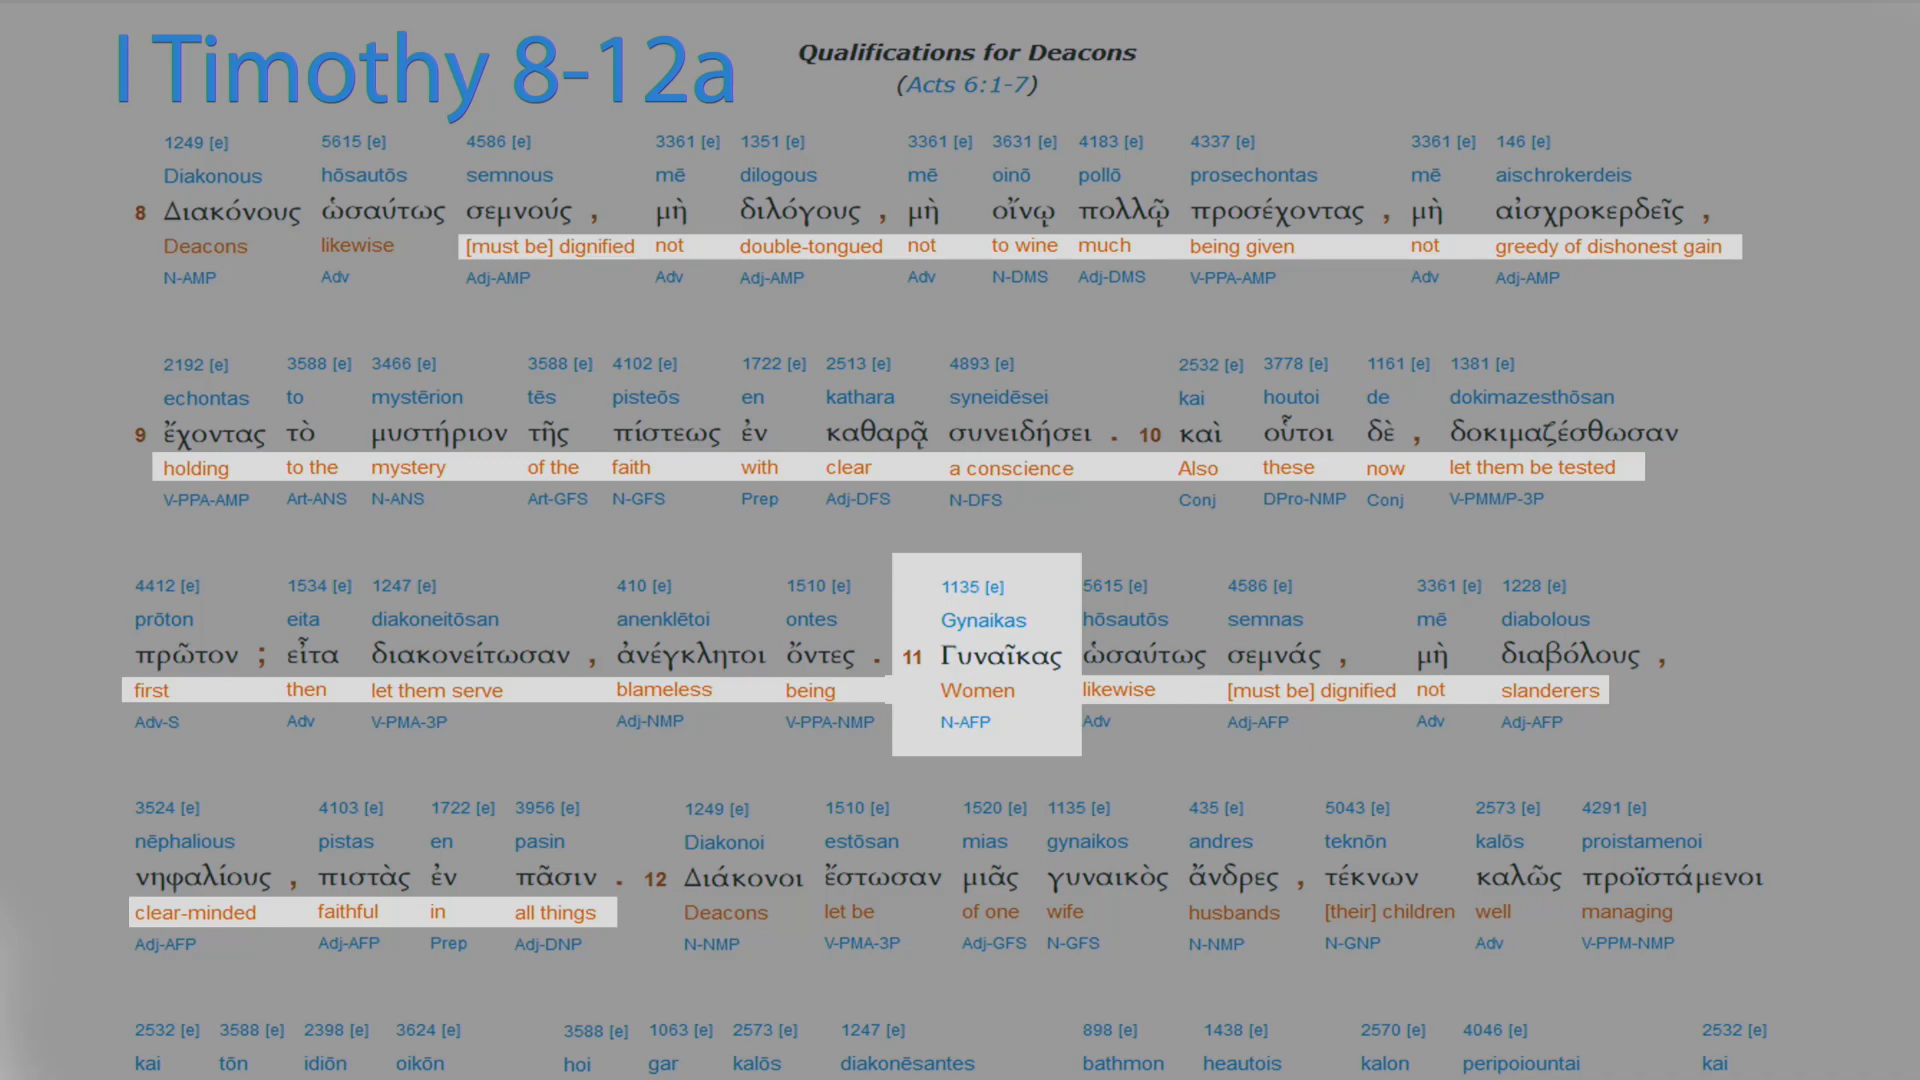 I Timothy 8-12a
Qualifications for Deacons
(Acts 6:1-7)
1249 [e] 5615 [e] 4586 [e] 3361 [e] 1351 [e] 3361 [e] 3631 [e] 4183 [e] 4337 [e] 3361 [e] 146 [e]
Diakonous hōsautōs semnous mē dilogous mē oinō pollō prosechontas mē aischrokerdeis
8 Διακόνους ὡσαύτως σεμνούς , μὴ διλόγους , μὴ οἴνῳ πολλῷ προσέχοντας , μὴ αἰσχροκερδεῖς ,
Deacons likewise [must be] dignified not double-tongued not to wine much being given not greedy of dishonest gain
N-AMP Adv Adj-AMP Adv Adj-AMP Adv N-DMS Adj-DMS V-PPA-AMP Adv Adj-AMP
2192 [e] 3588 [e] 3466 [e] 3588 [e] 4102 [e] 1722 [e] 2513 [e] 4893 [e] 2532 [e] 3778 [e] 1161 [e] 1381 [e]
echontas to mystērion tēs pisteōs en kathara syneidēsei kai houtoi de dokimazesthōsan
9 ἔχοντας τὸ μυστήριον τῆς πίστεως ἐν καθαρᾷ συνειδήσει . 10 καὶ οὗτοι δὲ , δοκιμαζέσθωσαν
holding to the mystery of the faith with clear a conscience Also these now let them be tested
V-PPA-AMP Art-ANS N-ANS Art-GFS N-GFS Prep Adj-DFS N-DFS Conj DPro-NMP Conj V-PMM/P-3P
4412 [e] 1534 [e] 1247 [e] 410 [e] 1510 [e] 1135 [e] 5615 [e] 4586 [e] 3361 [e] 1228 [e]
prōton eita diakoneitōsan anenklētoi ontes Gynaikas hōsautōs semnas mē diabolous
πρῶτον ; εἶτα διακονείτωσαν , ἀνέγκλητοι ὄντες . 11 Γυναῖκας ὡσαύτως σεμνάς , μὴ διαβόλους ,
first then let them serve blameless being Women likewise [must be] dignified not slanderers
Adv-S Adv V-PMA-3P Adj-NMP V-PPA-NMP N-AFP Adv Adj-AFP Adv Adj-AFP
3524 [e] 4103 [e] 1722 [e] 3956 [e] 1249 [e] 1510 [e] 1520 [e] 1135 [e] 435 [e] 5043 [e] 2573 [e] 4291 [e]
nēphalious pistas en pasin Diakonoi estōsan mias gynaikos andres teknōn kalōs proistamenoi
νηφαλίους , πιστὰς ἐν πᾶσιν . 12 Διάκονοι ἔστωσαν μιᾶς γυναικὸς ἄνδρες , τέκνων καλῶς προϊστάμενοι
clear-minded faithful in all things Deacons let be of one wife husbands [their] children well managing
Adj-AFP Adj-AFP Prep Adj-DNP N-NMP V-PMA-3P Adj-GFS N-GFS N-NMP N-GNP Adv V-PPM-NMP
2532 [e] 3588 [e] 2398 [e] 3624 [e] 3588 [e] 1063 [e] 2573 [e] 1247 [e] 898 [e] 1438 [e] 2570 [e] 4046 [e] 2532 [e]
kai tōn idiōn oikōn hoi gar kalōs diakonēsantes bathmon heautois kalon peripoiountai kai